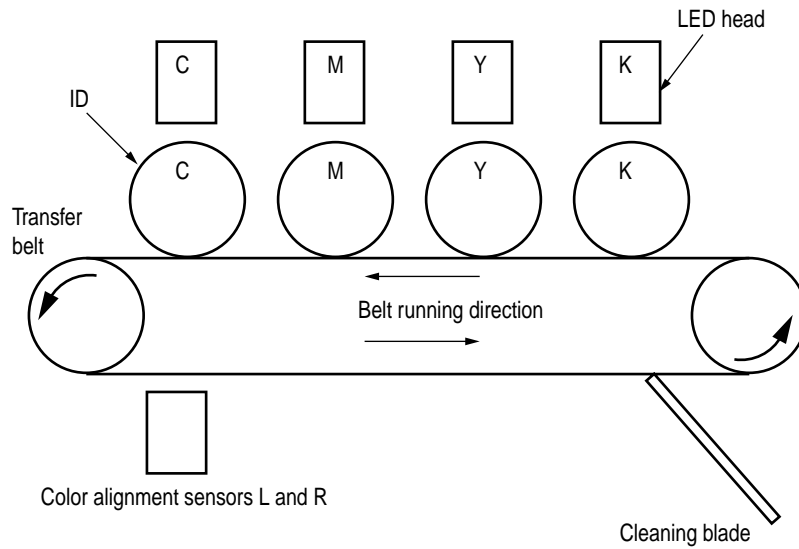 LED head
C M Y K
ID
C M Y K
Transfer
belt
Belt running direction
Color alignment sensors L and R
Cleaning blade